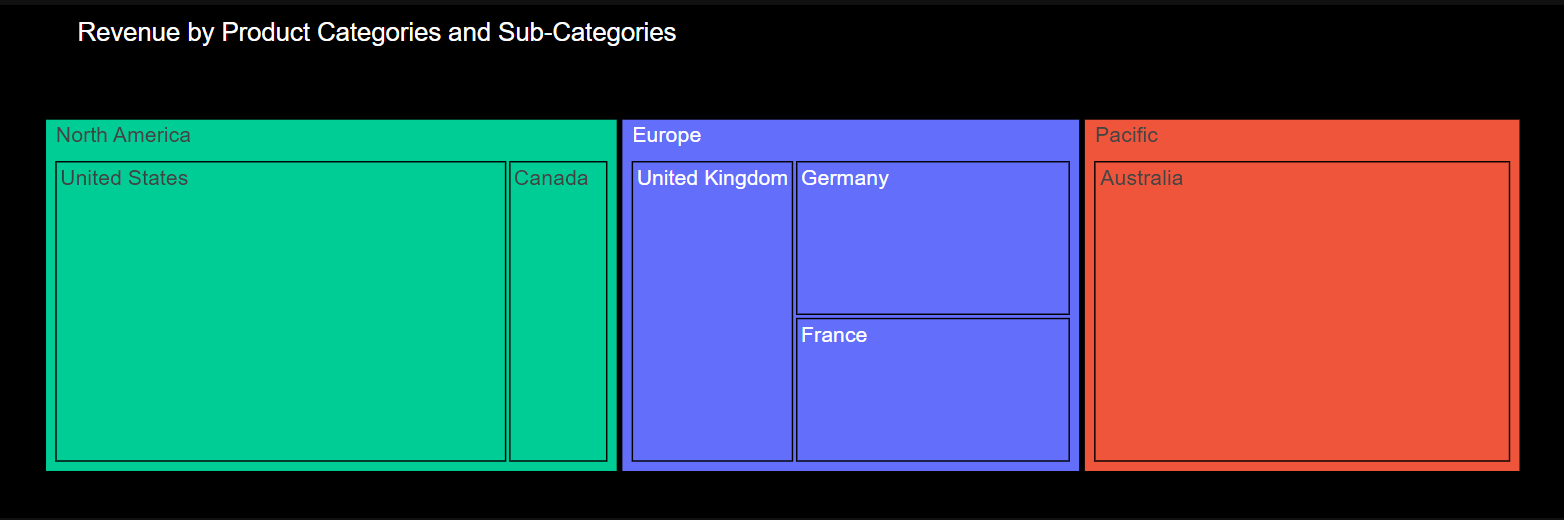 Revenue by Product Categories and Sub-Categories
North America
United States
Canada
Europe
United Kingdom
Germany
France
Pacific
Australia